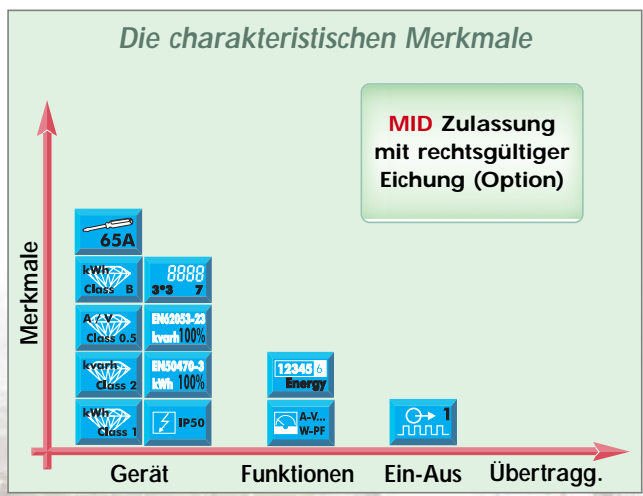 Die charakteristischen Merkmale
MID Zulassung
mit rechtsgültiger
Eichung (Option)
Merkmale
65A
kWh
Class B
8888
3•3 7
A / V
Class 0.5
EN62053-23
kvarh 100%
kvarh
Class 2
EN50470-3
kWh 100%
kWh
Class 1
IP50
12345 6
Energy
A-V...
W-PF
1
Gerät
Funktionen
Ein-Aus
Übertragg.